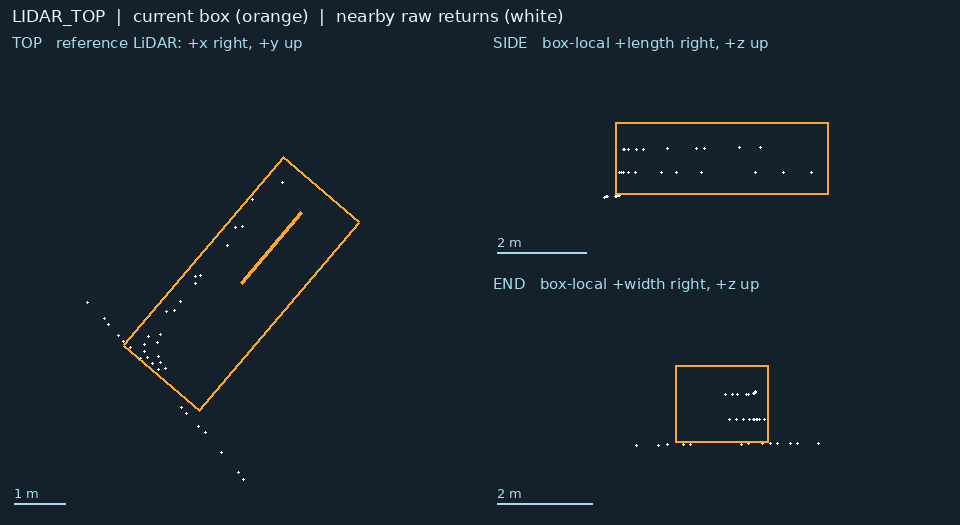 LIDAR_TOP | current box (orange) | nearby raw returns (white)
TOP reference LiDAR: +x right, +y up
SIDE box-local +length right, +z up
2 m
END box-local +width right, +z up
1 m
2 m